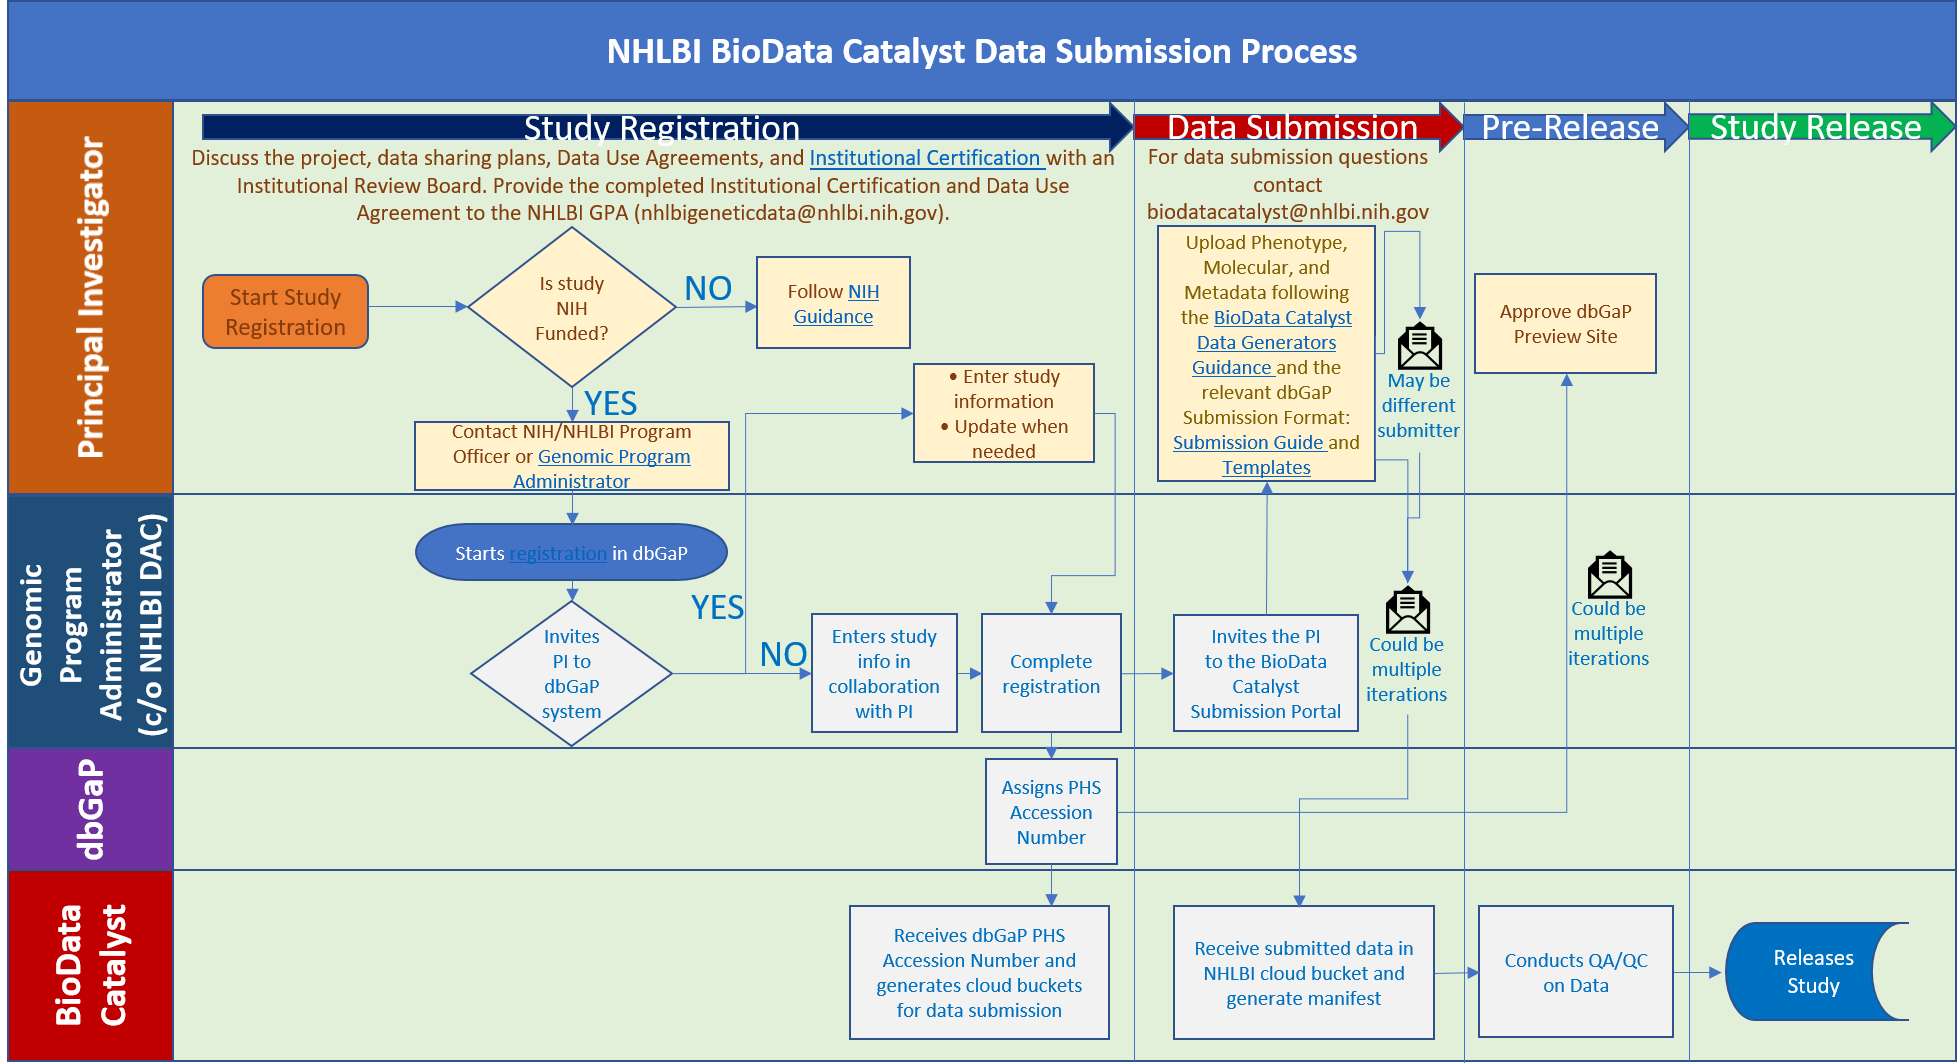 NHLBI BioData Catalyst Data Submission Process
Principal Investigator
Study Registration
Data Submission
Pre-Release
Study Release
Discuss the project, data sharing plans, Data Use Agreements, and Institutional Certification with an
Institutional Review Board. Provide the completed Institutional Certification and Data Use
Agreement to the NHLBI GPA (nhlbigeneticdata@nhlbi.nih.gov).
For data submission questions
contact
biodatacatalyst@nhlbi.nih.gov
Start Study
Registration
Is study
NIH
Funded?
NO
Follow NIH
Guidance
YES
Contact NIH/NHLBI Program
Officer or Genomic Program
Administrator
• Enter study
information
• Update when
needed
Upload Phenotype,
Molecular, and
Metadata following
the BioData Catalyst
Data Generators
Guidance and the
relevant dbGaP
Submission Format:
Submission Guide and
Templates
May be
different
submitter
Approve dbGaP
Preview Site
Genomic
Program
Administrator
(c/o NHLBI DAC)
Starts registration in dbGaP
Invites
PI to
dbGaP
system
YES
NO
Enters study
info in
collaboration
with PI
Complete
registration
Invites the PI
to the BioData
Catalyst
Submission Portal
Could be
multiple
iterations
Could be
multiple
iterations
dbGaP
Assigns PHS
Accession
Number
BioData
Catalyst
Receives dbGaP PHS
Accession Number and
generates cloud buckets
for data submission
Receive submitted data in
NHLBI cloud bucket and
generate manifest
Conducts QA/QC
on Data
Releases
Study